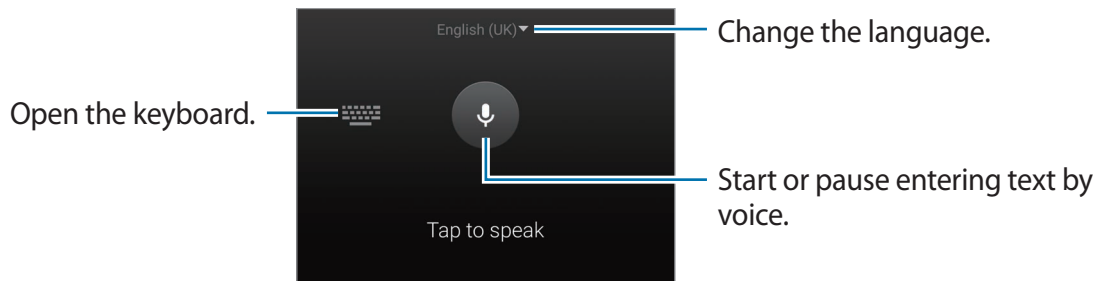 English (UK)
Change the language.
Open the keyboard.
Start or pause entering text by
voice.
Tap to speak